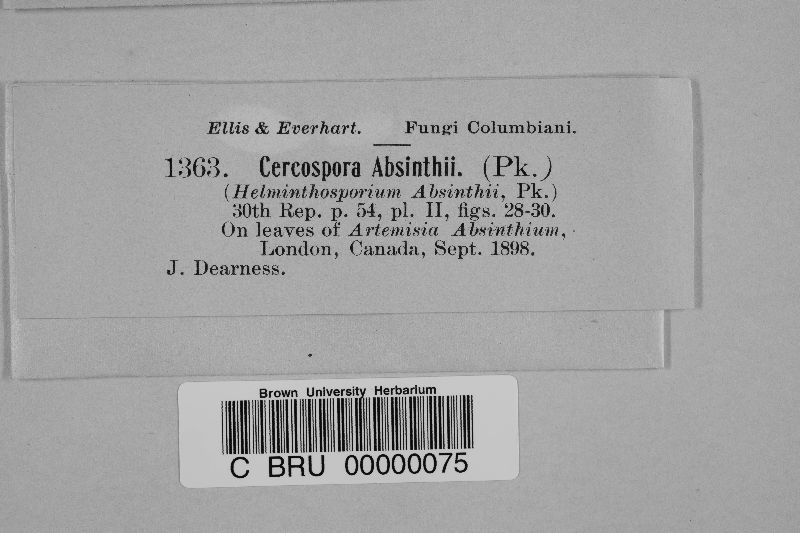 Ellis & Everhart. Fungi Columbiani.
1363. Cercospora Absinthii. (Pk.)
(Helminthosporium Absinthii, Pk.)
30th Rep. p. 54, pl. II, figs. 28-30.
On leaves of Artemisia Absinthium,
London, Canada, Sept. 1898.
J. Dearness.
Brown University Herbarium
C BRU 00000075